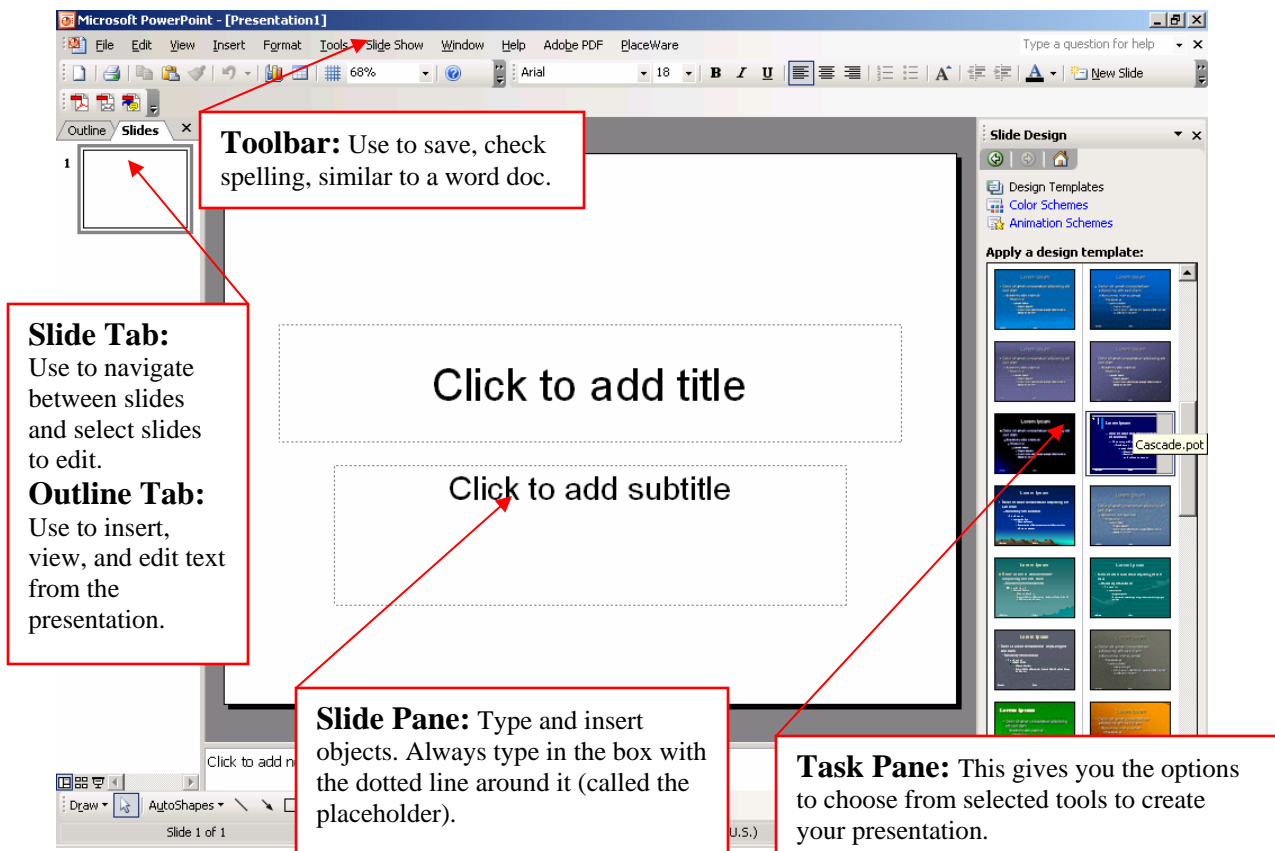 Microsoft PowerPoint - [Presentation1]
File Edit View Insert Format Tools Slide Show Window Help Adobe PDF PlaceWare
Type a question for help
68%
Arial
18
B I U
A
A
New Slide
Outline Slides
1
Toolbar: Use to save, check
spelling, similar to a word doc.
Slide Tab:
Use to navigate
between slides
and select slides
to edit.
Outline Tab:
Use to insert,
view, and edit text
from the
presentation.
Click to add title
Click to add subtitle
Slide Design
Design Templates
Color Schemes
Animation Schemes
Apply a design template:
Cascade.pot
Slide Pane: Type and insert
objects. Always type in the box with
the dotted line around it (called the
placeholder).
Task Pane: This gives you the options
to choose from selected tools to create
your presentation.
Click to add
Draw AutoShapes
Slide 1 of 1
U.S.)